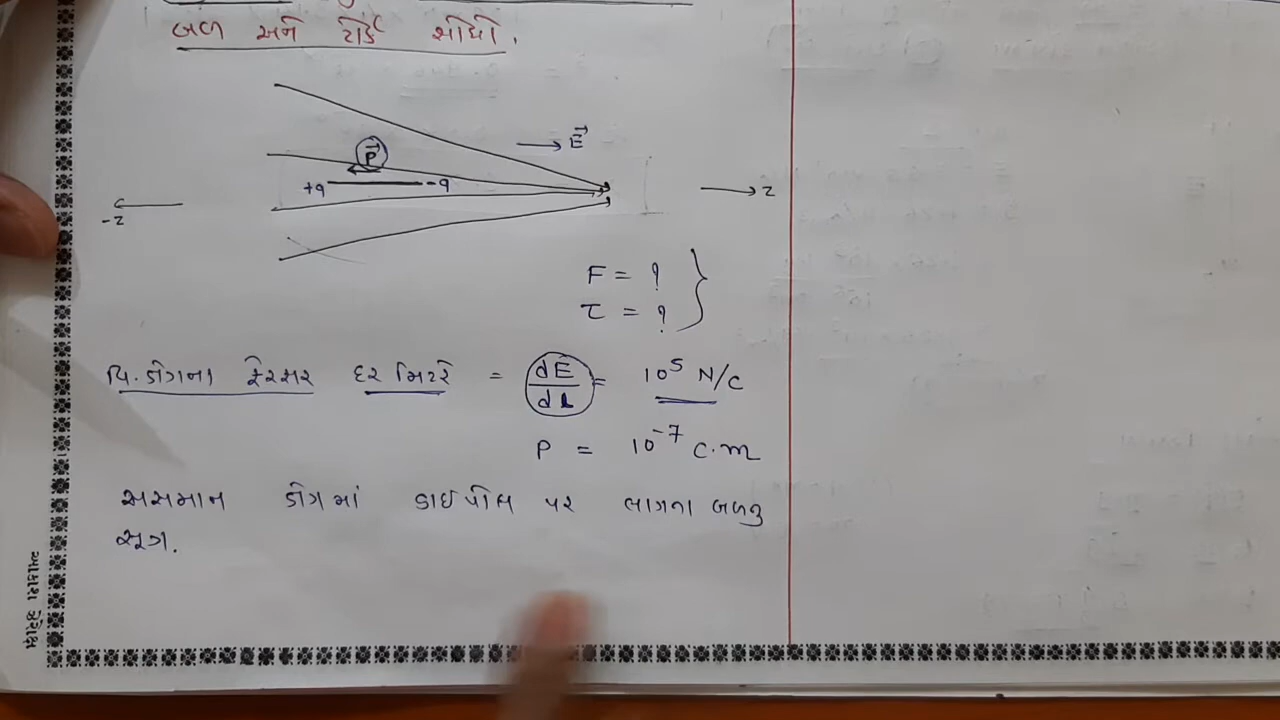 બળ અને ટોર્ક શોધો.
E⃗
P⃗
+q -q
-z
z
F = ?
τ = ?
વિ.ક્ષેત્રના ફેરફાર દર મિટરે = dE/dl = 10⁵ N/C
P = 10⁻⁷ C.m
અસમાન ક્ષેત્રમાં ડાઈપોલ પર લાગતા બળનુ
સૂત્ર.